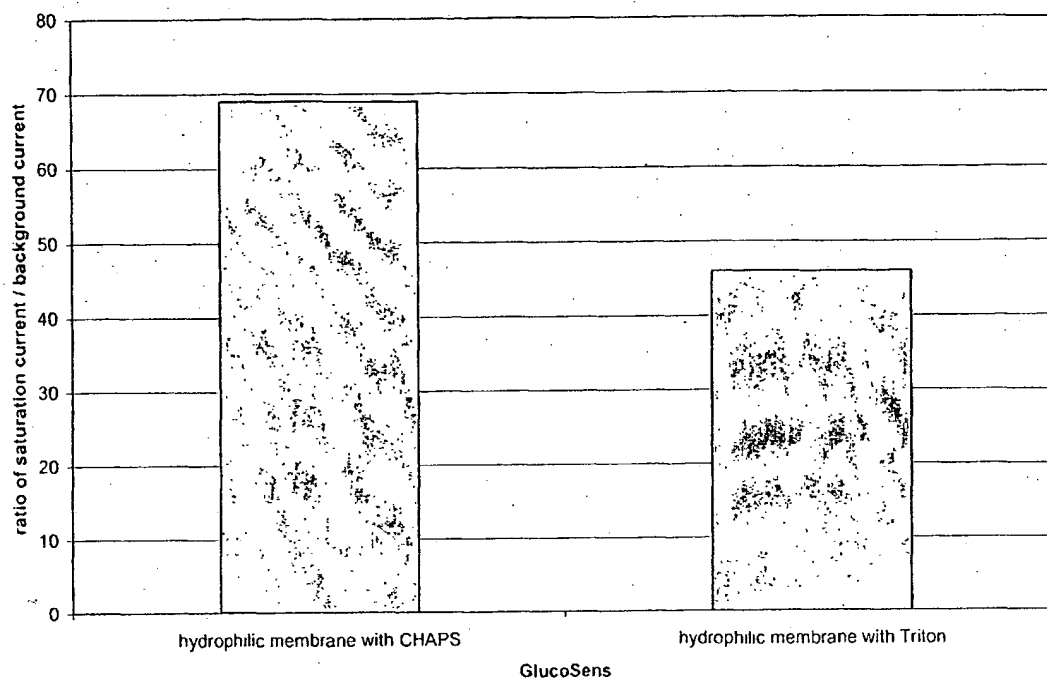 ratio of saturation current / background current
80
70
60
50
40
30
20
10
0
hydrophilic membrane with CHAPS
hydrophilic membrane with Triton
GlucoSens